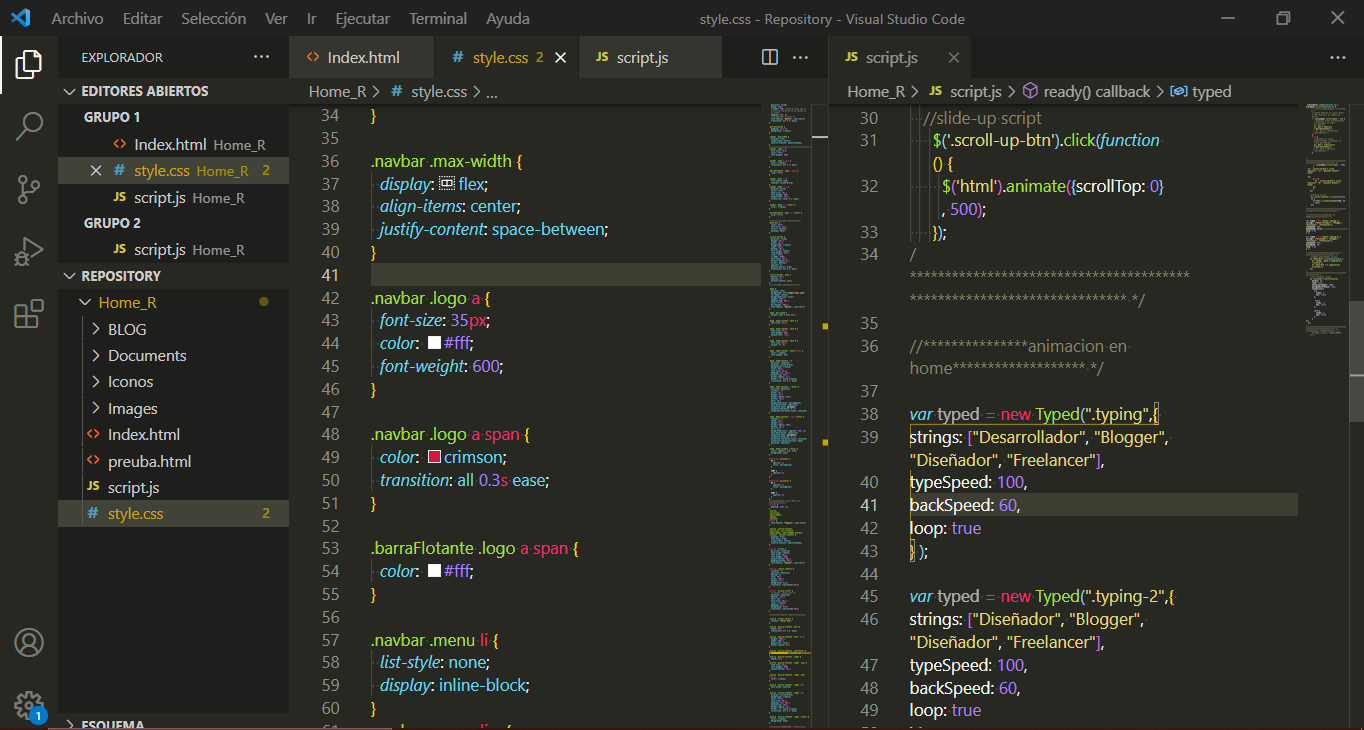 Archivo Editar Selección Ver Ir Ejecutar Terminal Ayuda
style.css - Repository - Visual Studio Code
EXPLORADOR ...
EDITORES ABIERTOS
GRUPO 1
<> Index.html Home_R
# style.css Home_R 2
JS script.js Home_R
GRUPO 2
JS script.js Home_R
REPOSITORY
Home_R
BLOG
Documents
Iconos
Images
<> Index.html
<> preuba.html
JS script.js
# style.css 2
ESQUEMA
1
<> Index.html # style.css 2 JS script.js
Home_R > # style.css > ...
34 }
35
36 .navbar .max-width {
37 display: flex;
38 align-items: center;
39 justify-content: space-between;
40 }
41
42 .navbar .logo a {
43 font-size: 35px;
44 color: #fff;
45 font-weight: 600;
46 }
47
48 .navbar .logo a span {
49 color: crimson;
50 transition: all 0.3s ease;
51 }
52
53 .barraFlotante .logo a span {
54 color: #fff;
55 }
56
57 .navbar .menu li {
58 list-style: none;
59 display: inline-block;
60 }
JS script.js
Home_R > JS script.js > ready() callback > typed
30 //slide-up script
31 $('.scroll-up-btn').click(function
() {
32 $('html').animate({scrollTop: 0}
, 500);
33 });
34 /
****************************************
******************************* */
35
36 //***************animacion en
home******************* */
37
38 var typed = new Typed(".typing",{
39 strings: ["Desarrollador", "Blogger",
"Diseñador", "Freelancer"],
40 typeSpeed: 100,
41 backSpeed: 60,
42 loop: true
43 } );
44
45 var typed = new Typed(".typing-2",{
46 strings: ["Diseñador", "Blogger",
"Diseñador", "Freelancer"],
47 typeSpeed: 100,
48 backSpeed: 60,
49 loop: true